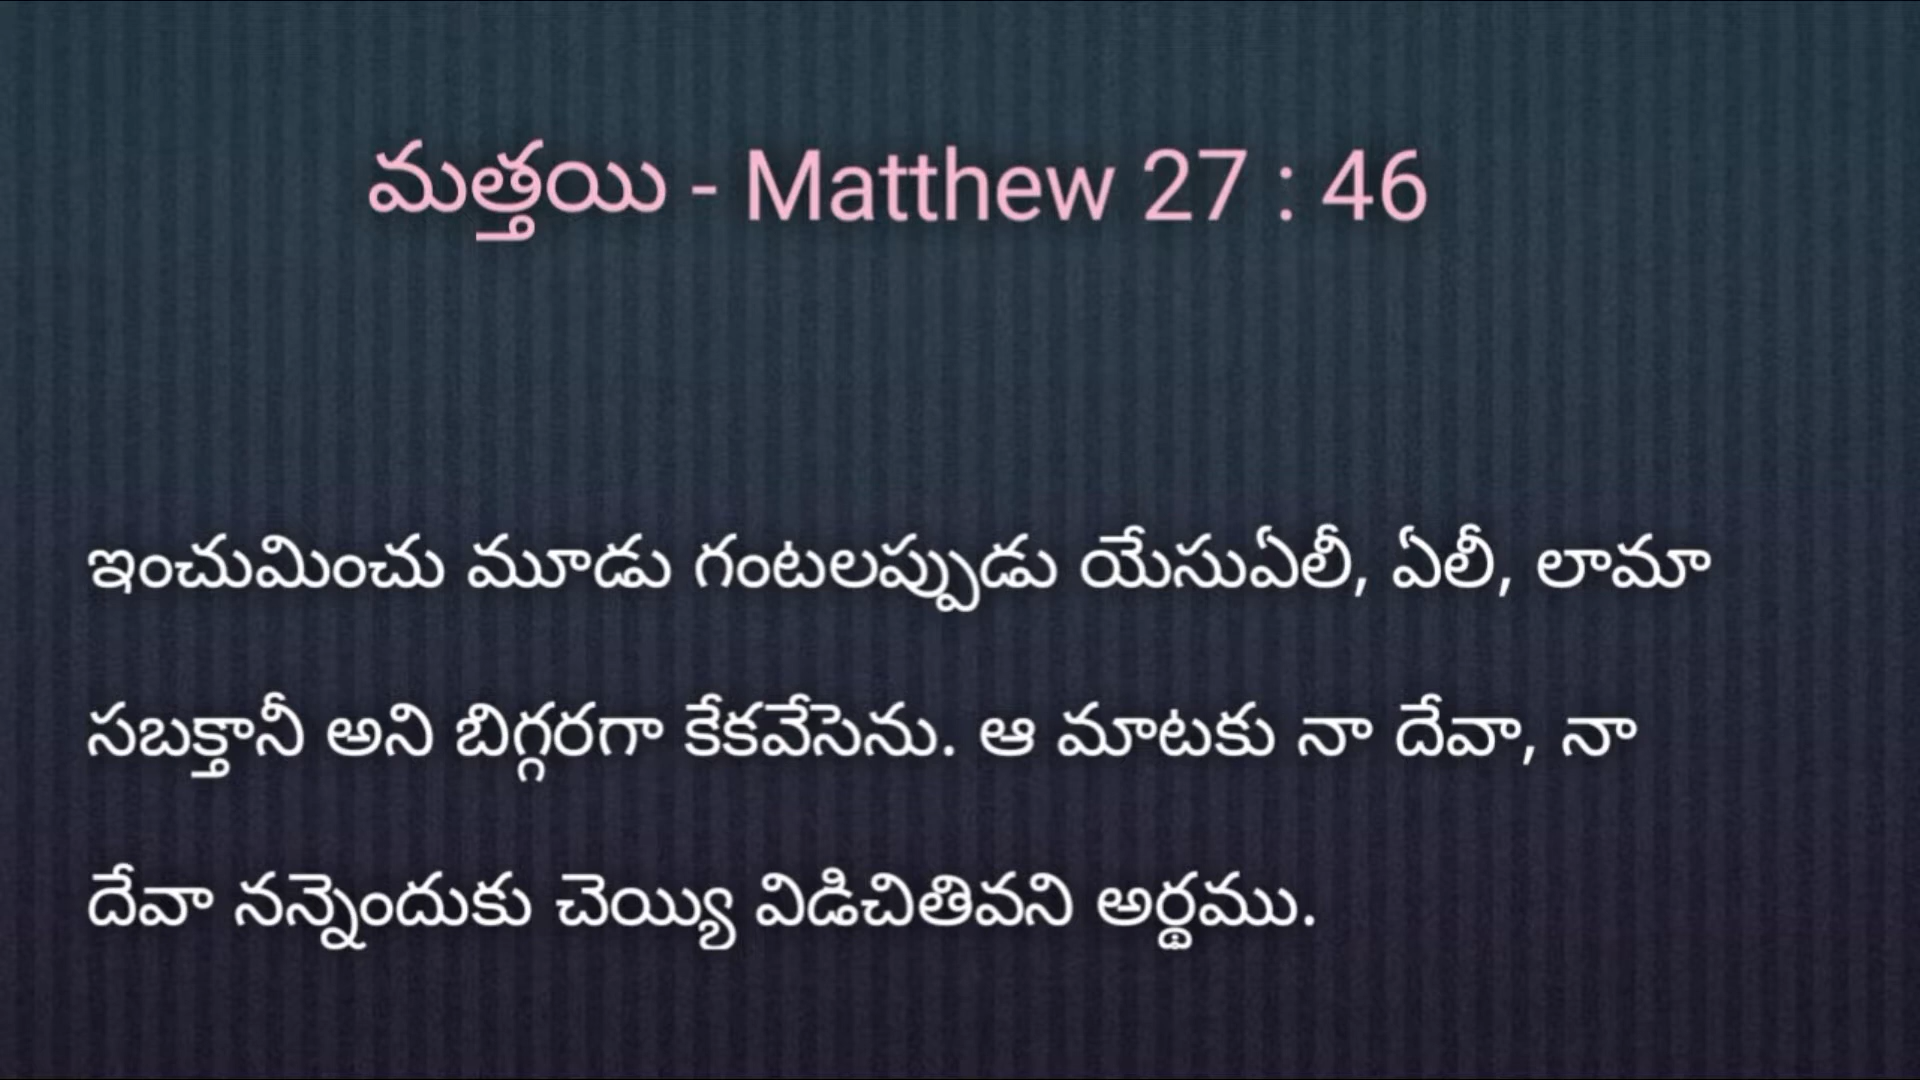 మత్తయి - Matthew 27 : 46
ఇంచుమించు మూడు గంటలప్పుడు యేసుఏలీ, ఏలీ, లామా
సబక్తానీ అని బిగ్గరగా కేకవేసెను. ఆ మాటకు నా దేవా, నా
దేవా నన్నెందుకు చెయ్యి విడిచితివని అర్థము.